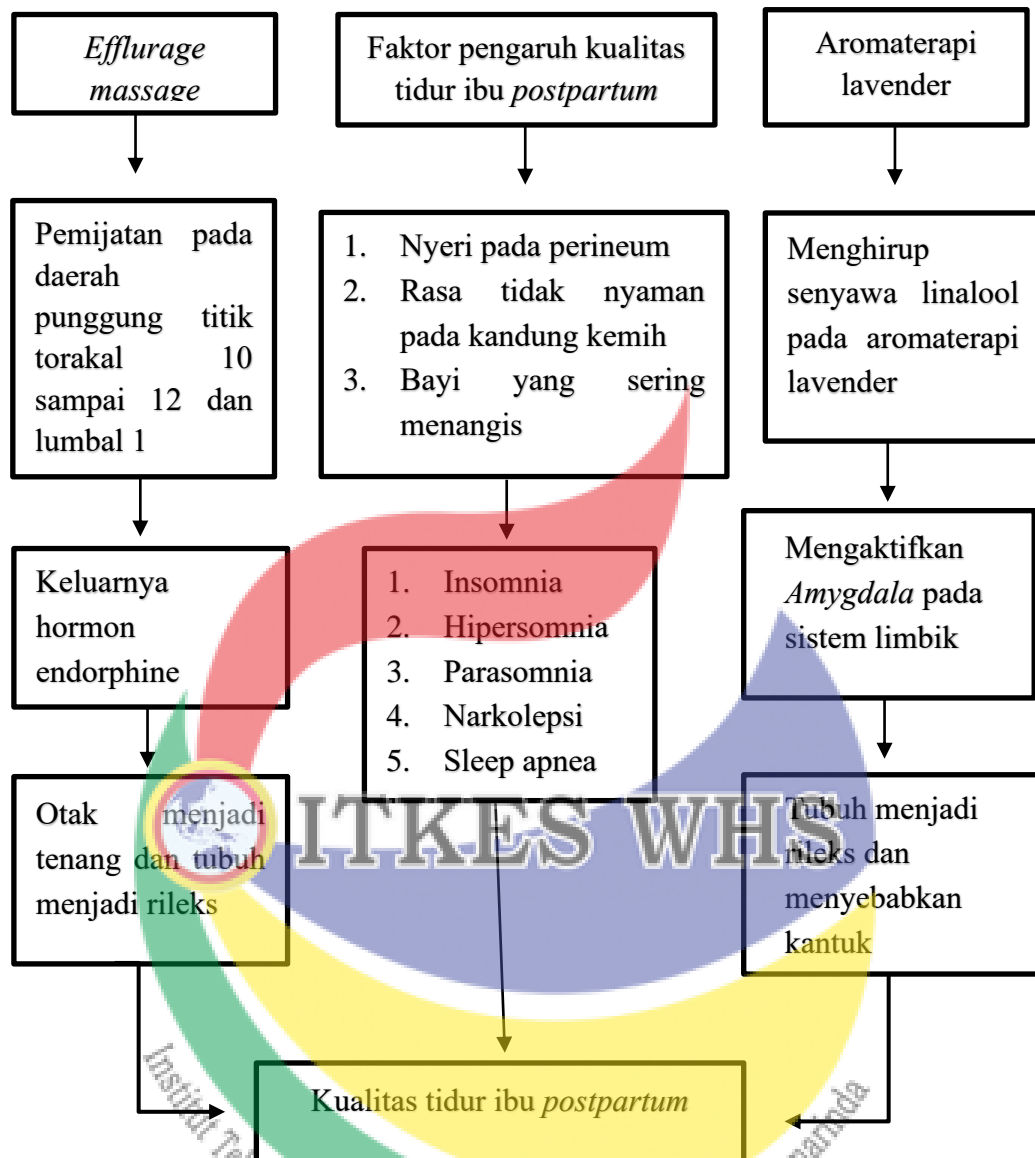 Efflurage
massage
Faktor pengaruh kualitas
tidur ibu postpartum
Aromaterapi
lavender
Pemijatan pada
daerah
punggung titik
torakal 10
sampai 12 dan
lumbal 1
1. Nyeri pada perineum
2. Rasa tidak nyaman
pada kandung kemih
3. Bayi yang sering
menangis
Menghirup
senyawa linalool
pada aromaterapi
lavender
Keluarnya
hormon
endorphine
1. Insomnia
2. Hipersomnia
3. Parasomnia
4. Narkolepsi
5. Sleep apnea
Mengaktifkan
Amygdala pada
sistem limbik
Otak menjadi
tenang dan tubuh
menjadi rileks
ITKES WHS
Tubuh menjadi
rileks dan
menyebabkan
kantuk
Kualitas tidur ibu postpartum
Institut